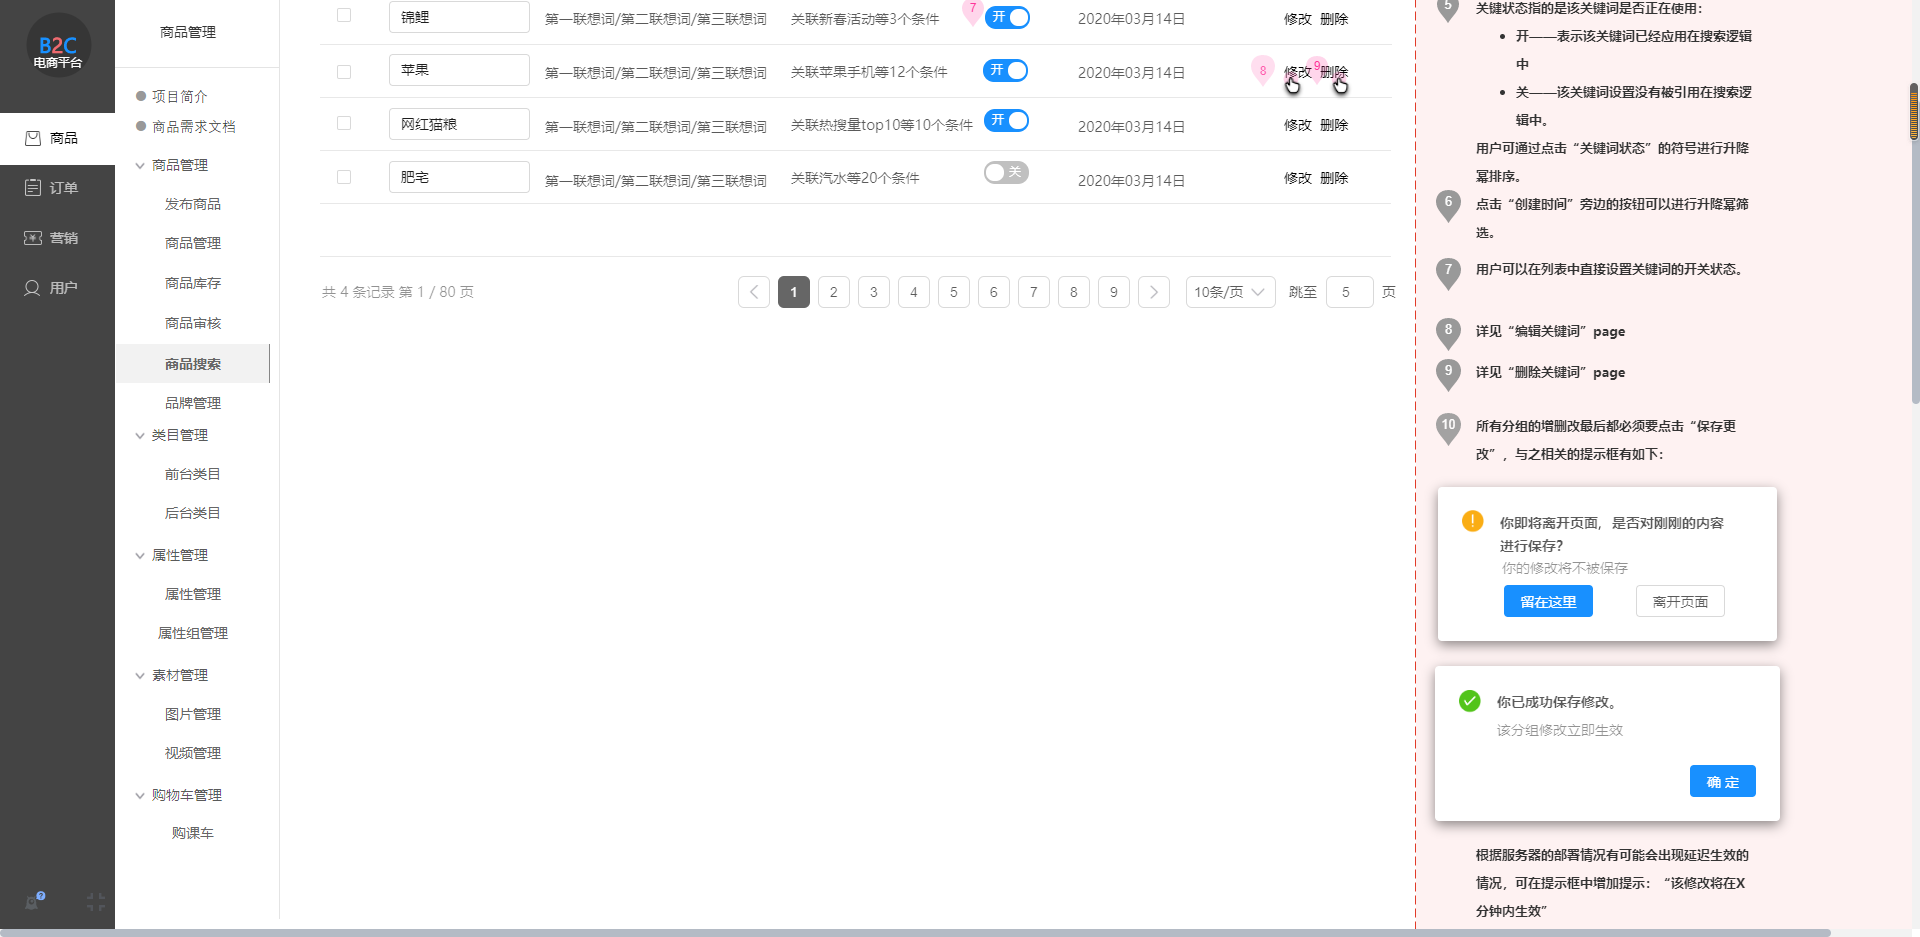 B2C
电商平台
商品
订单
营销
用户
商品管理
项目简介
商品需求文档
商品管理
发布商品
商品管理
商品库存
商品审核
商品搜索
品牌管理
类目管理
前台类目
后台类目
属性管理
属性管理
属性组管理
素材管理
图片管理
视频管理
购物车管理
购课车
锦鲤 第一联想词/第二联想词/第三联想词 关联新春活动等3个条件 7 开 2020年03月14日 修改 删除
苹果 第一联想词/第二联想词/第三联想词 关联苹果手机等12个条件 开 2020年03月14日 8 修改 9 删除
网红猫粮 第一联想词/第二联想词/第三联想词 关联热搜量top10等10个条件 开 2020年03月14日 修改 删除
肥宅 第一联想词/第二联想词/第三联想词 关联汽水等20个条件 关 2020年03月14日 修改 删除
共 4 条记录 第 1 / 80 页 1 2 3 4 5 6 7 8 9 10条/页 跳至 5 页
5 关键状态指的是该关键词是否正在使用：
• 开——表示该关键词已经应用在搜索逻辑
中
• 关——该关键词设置没有被引用在搜索逻
辑中。
用户可通过点击“关键词状态”的符号进行升降
幂排序。
6 点击“创建时间”旁边的按钮可以进行升降幂筛
选。
7 用户可以在列表中直接设置关键词的开关状态。
8 详见“编辑关键词”page
9 详见“删除关键词”page
10 所有分组的增删改最后都必须要点击“保存更
改”，与之相关的提示框有如下：
你即将离开页面，是否对刚刚的内容
进行保存？
你的修改将不被保存
留在这里 离开页面
你已成功保存修改。
该分组修改立即生效
确 定
根据服务器的部署情况有可能会出现延迟生效的
情况，可在提示框中增加提示：“该修改将在X
分钟内生效”